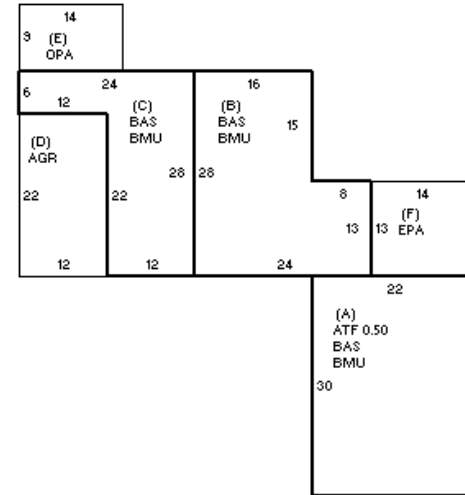 14
9
(E)
OPA
24
16
6
12
(C)
BAS
BMU
(B)
BAS
BMU
15
(D)
AGR
28
28
22
22
8
14
13
13
(F)
EPA
12
12
24
22
(A)
ATF 0.50
BAS
BMU
30